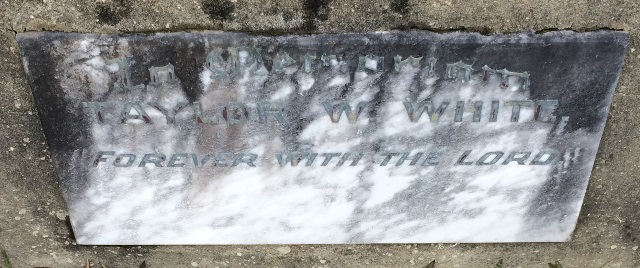 TAYLOR W. WHITE.
FOREVER WITH THE LORD